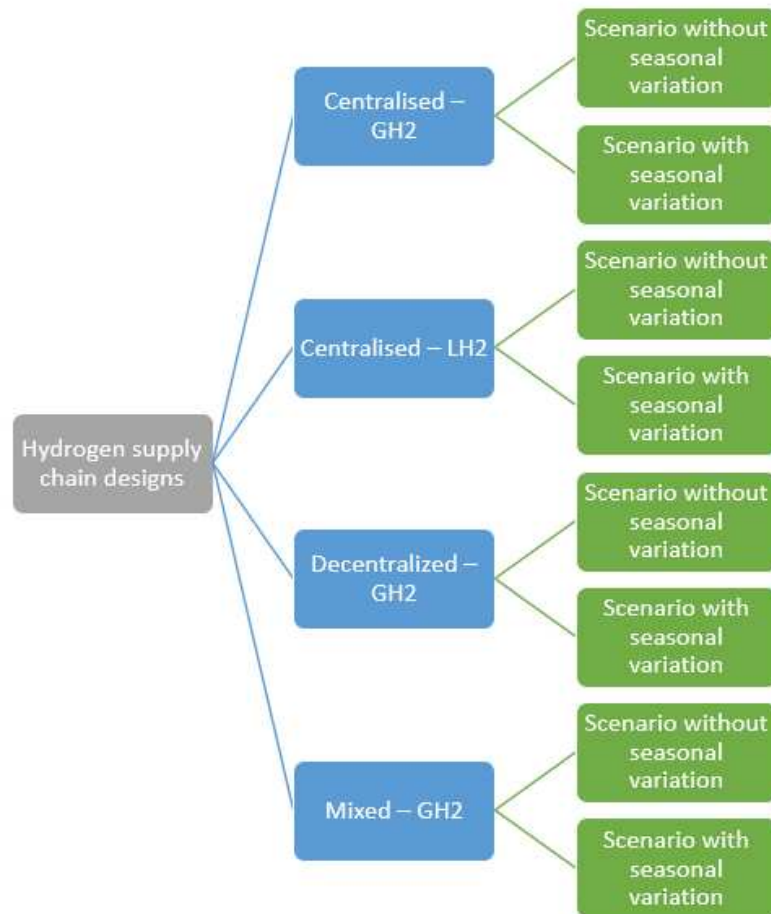 Hydrogen supply
chain designs
Centralised –
GH2
Scenario without
seasonal
variation
Scenario with
seasonal
variation
Centralised – LH2
Scenario without
seasonal
variation
Scenario with
seasonal
variation
Decentralized –
GH2
Scenario without
seasonal
variation
Scenario with
seasonal
variation
Mixed – GH2
Scenario without
seasonal
variation
Scenario with
seasonal
variation